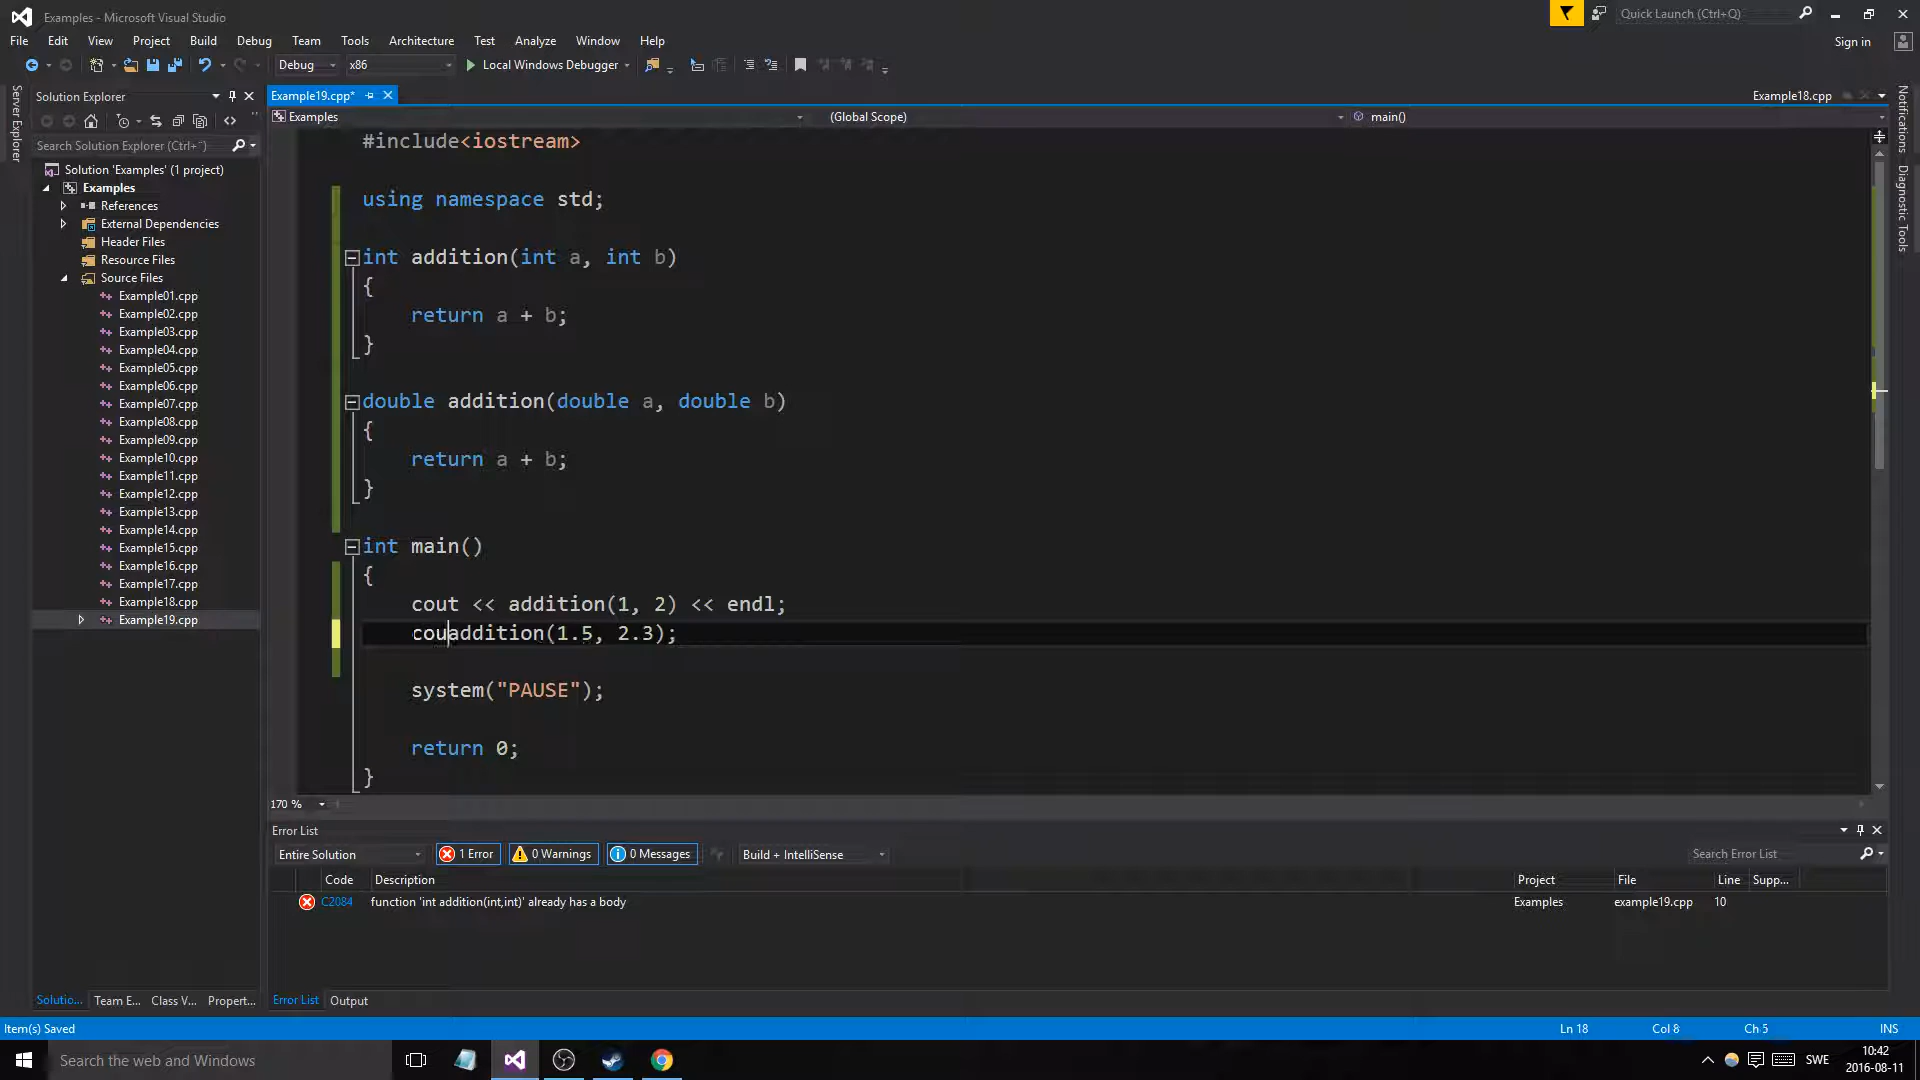 Examples - Microsoft Visual Studio
Quick Launch (Ctrl+Q)
File Edit View Project Build Debug Team Tools Architecture Test Analyze Window Help
Sign in
Debug x86 Local Windows Debugger
Server Explorer
Solution Explorer
Search Solution Explorer (Ctrl+¨)
Solution 'Examples' (1 project)
Examples
References
External Dependencies
Header Files
Resource Files
Source Files
Example01.cpp
Example02.cpp
Example03.cpp
Example04.cpp
Example05.cpp
Example06.cpp
Example07.cpp
Example08.cpp
Example09.cpp
Example10.cpp
Example11.cpp
Example12.cpp
Example13.cpp
Example14.cpp
Example15.cpp
Example16.cpp
Example17.cpp
Example18.cpp
Example19.cpp
Solutio... Team E... Class V... Propert...
Example19.cpp*
Example18.cpp
Examples (Global Scope) main()
#include<iostream>
using namespace std;
int addition(int a, int b)
{
return a + b;
}
double addition(double a, double b)
{
return a + b;
}
int main()
{
cout << addition(1, 2) << endl;
couaddition(1.5, 2.3);
system("PAUSE");
return 0;
}
170 %
Notifications
Diagnostic Tools
Error List
Entire Solution 1 Error 0 Warnings 0 Messages Build + IntelliSense Search Error List
Code Description Project File Line Supp...
C2084 function 'int addition(int,int)' already has a body Examples example19.cpp 10
Error List Output
Item(s) Saved Ln 18 Col 8 Ch 5 INS
Search the web and Windows
SWE
10:42
2016-08-11